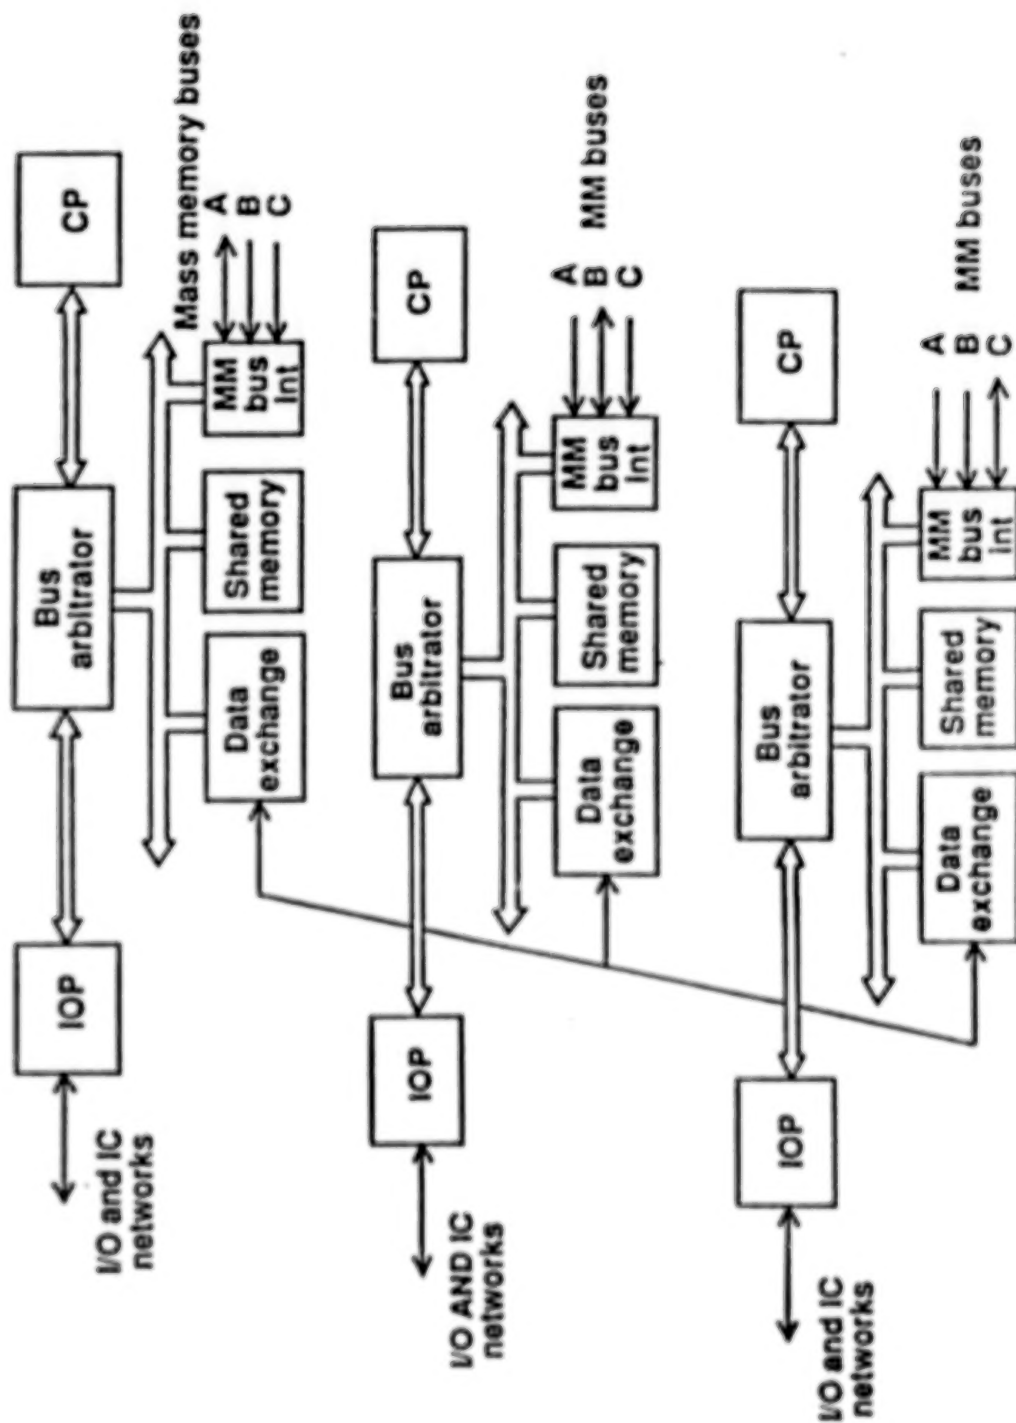 Mass memory buses
CP
Bus
arbitrator
IOP
I/O and IC
networks
A
B
C
MM
bus
Int
Shared
memory
Data
exchange
CP
Bus
arbitrator
IOP
I/O AND IC
networks
A
B
C
MM buses
MM
bus
Int
Shared
memory
Data
exchange
CP
Bus
arbitrator
IOP
I/O and IC
networks
A
B
C
MM buses
MM
bus
Int
Shared
memory
Data
exchange